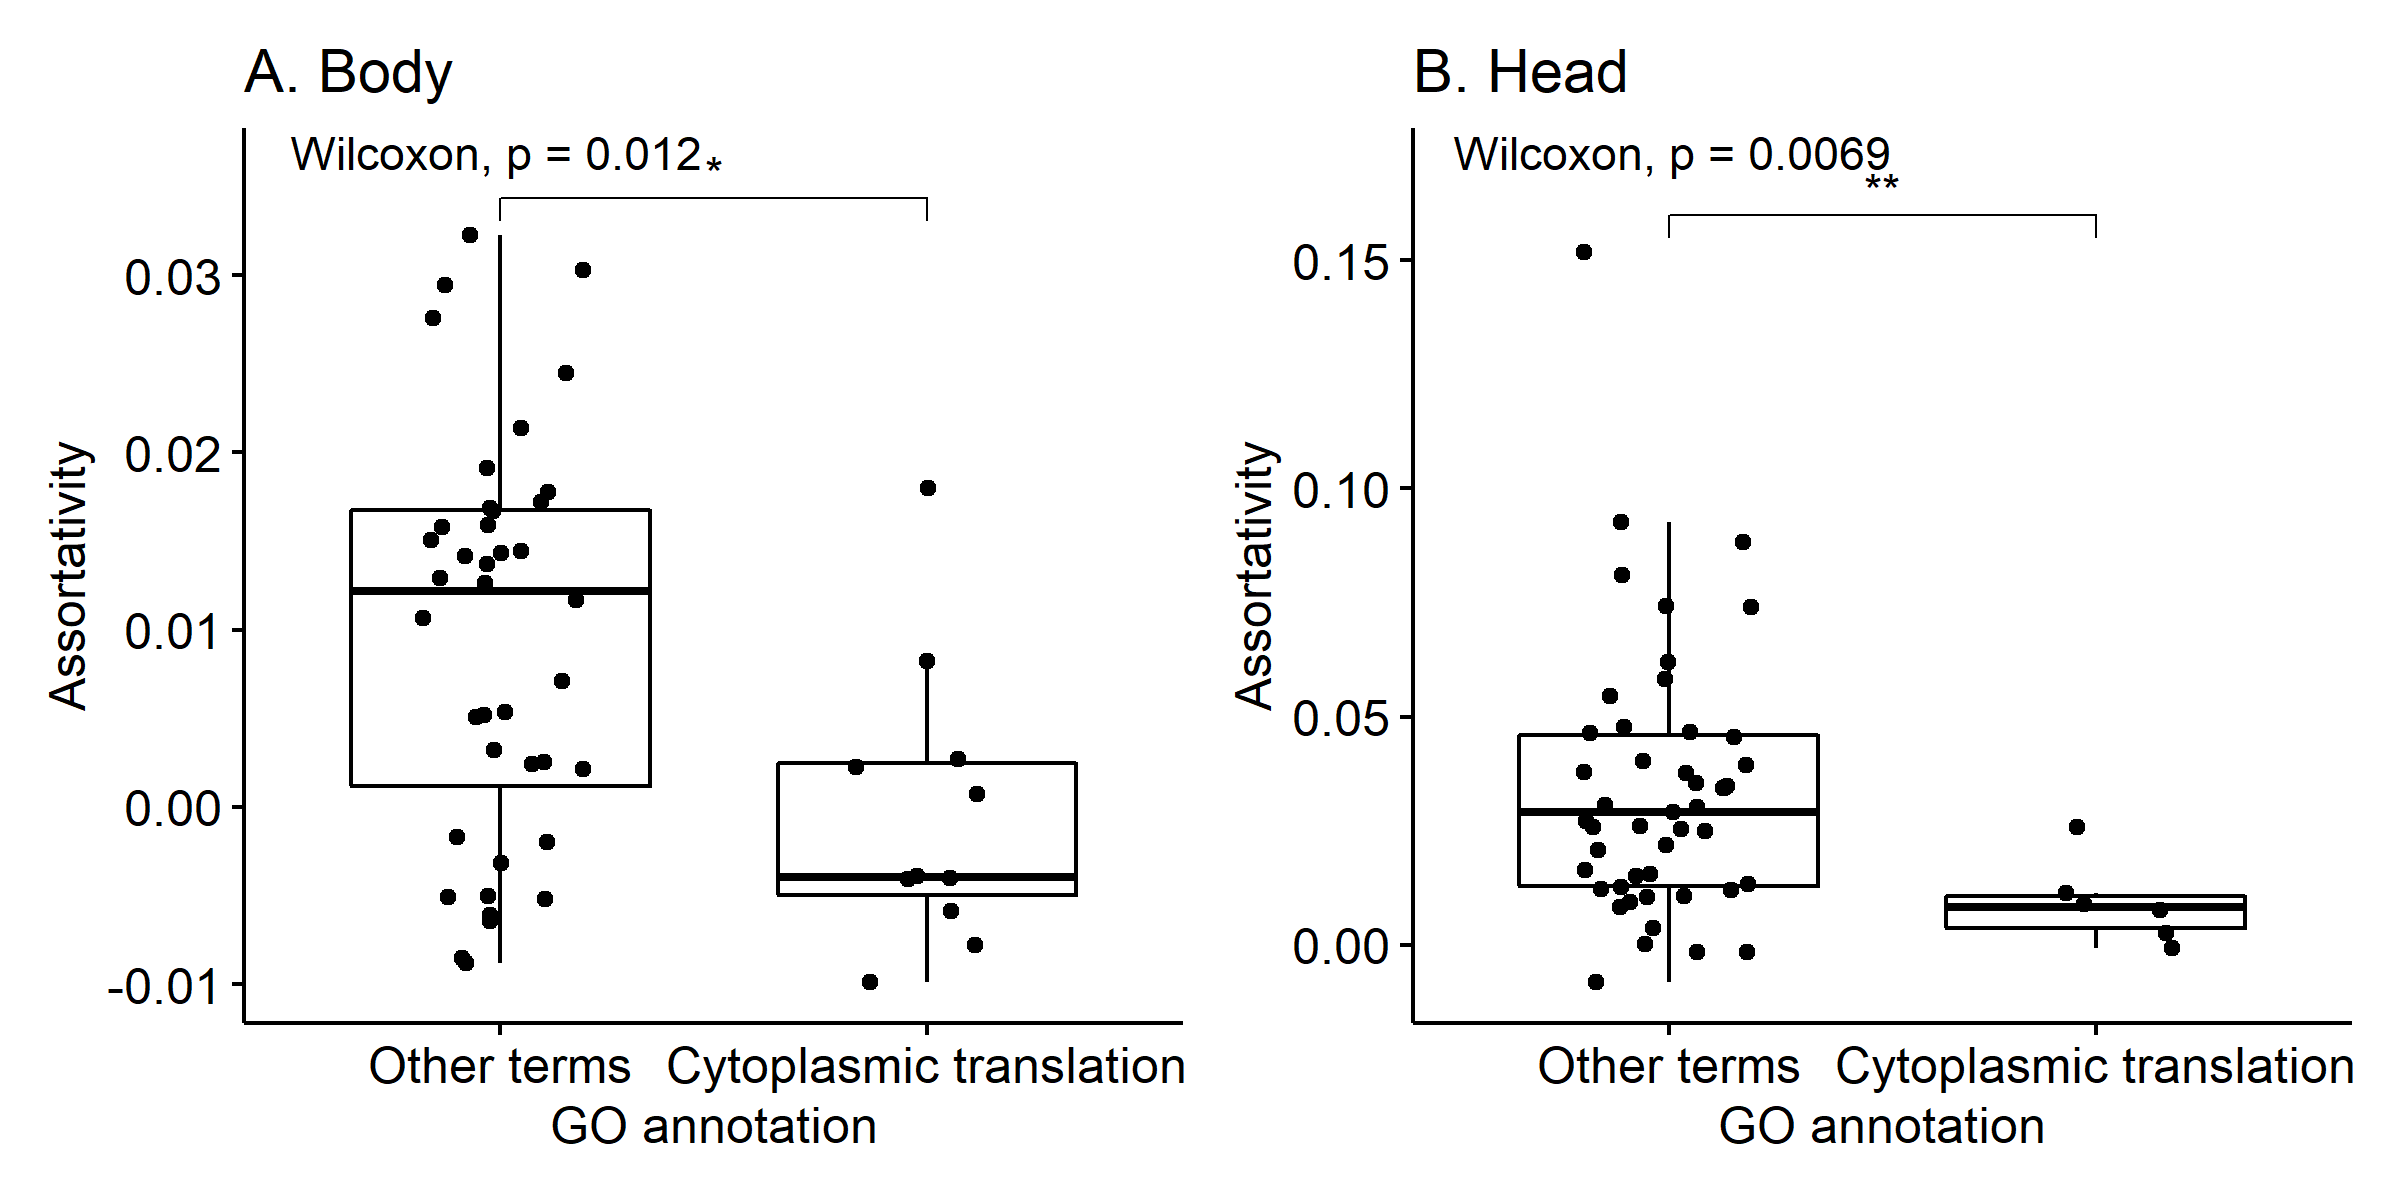 A. Body
Wilcoxon, p = 0.012
*
0.03
0.02
0.01
0.00
-0.01
Assortativity
Other terms
Cytoplasmic translation
GO annotation
B. Head
Wilcoxon, p = 0.0069
**
0.15
0.10
0.05
0.00
Assortativity
Other terms
Cytoplasmic translation
GO annotation